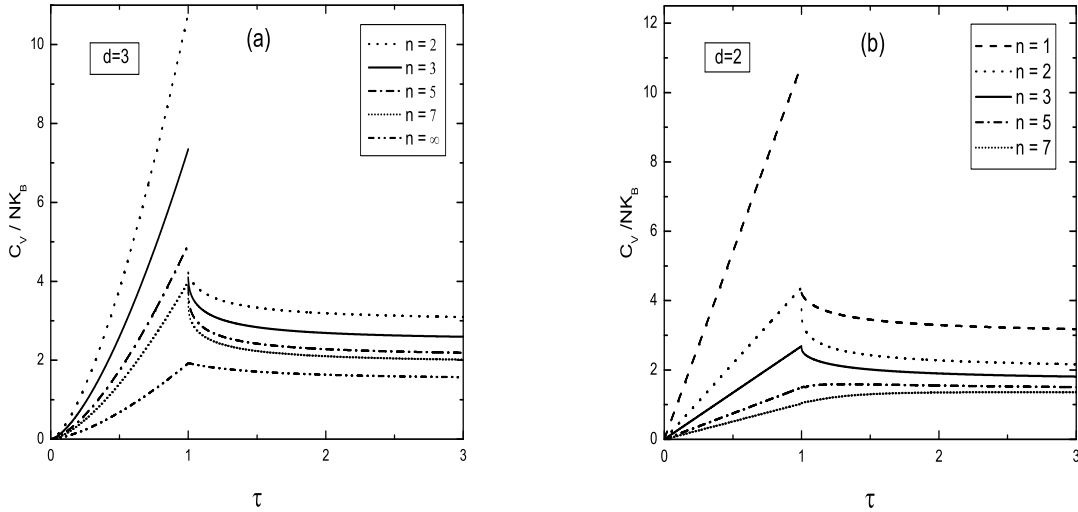 (a)
d=3
n = 2
n = 3
n = 5
n = 7
n = ∞
10
8
6
4
2
0
C_V / NK_B
0 1 2 3
τ
(b)
d=2
n = 1
n = 2
n = 3
n = 5
n = 7
12
10
8
6
4
2
0
C_V /NK_B
0 1 2 3
τ